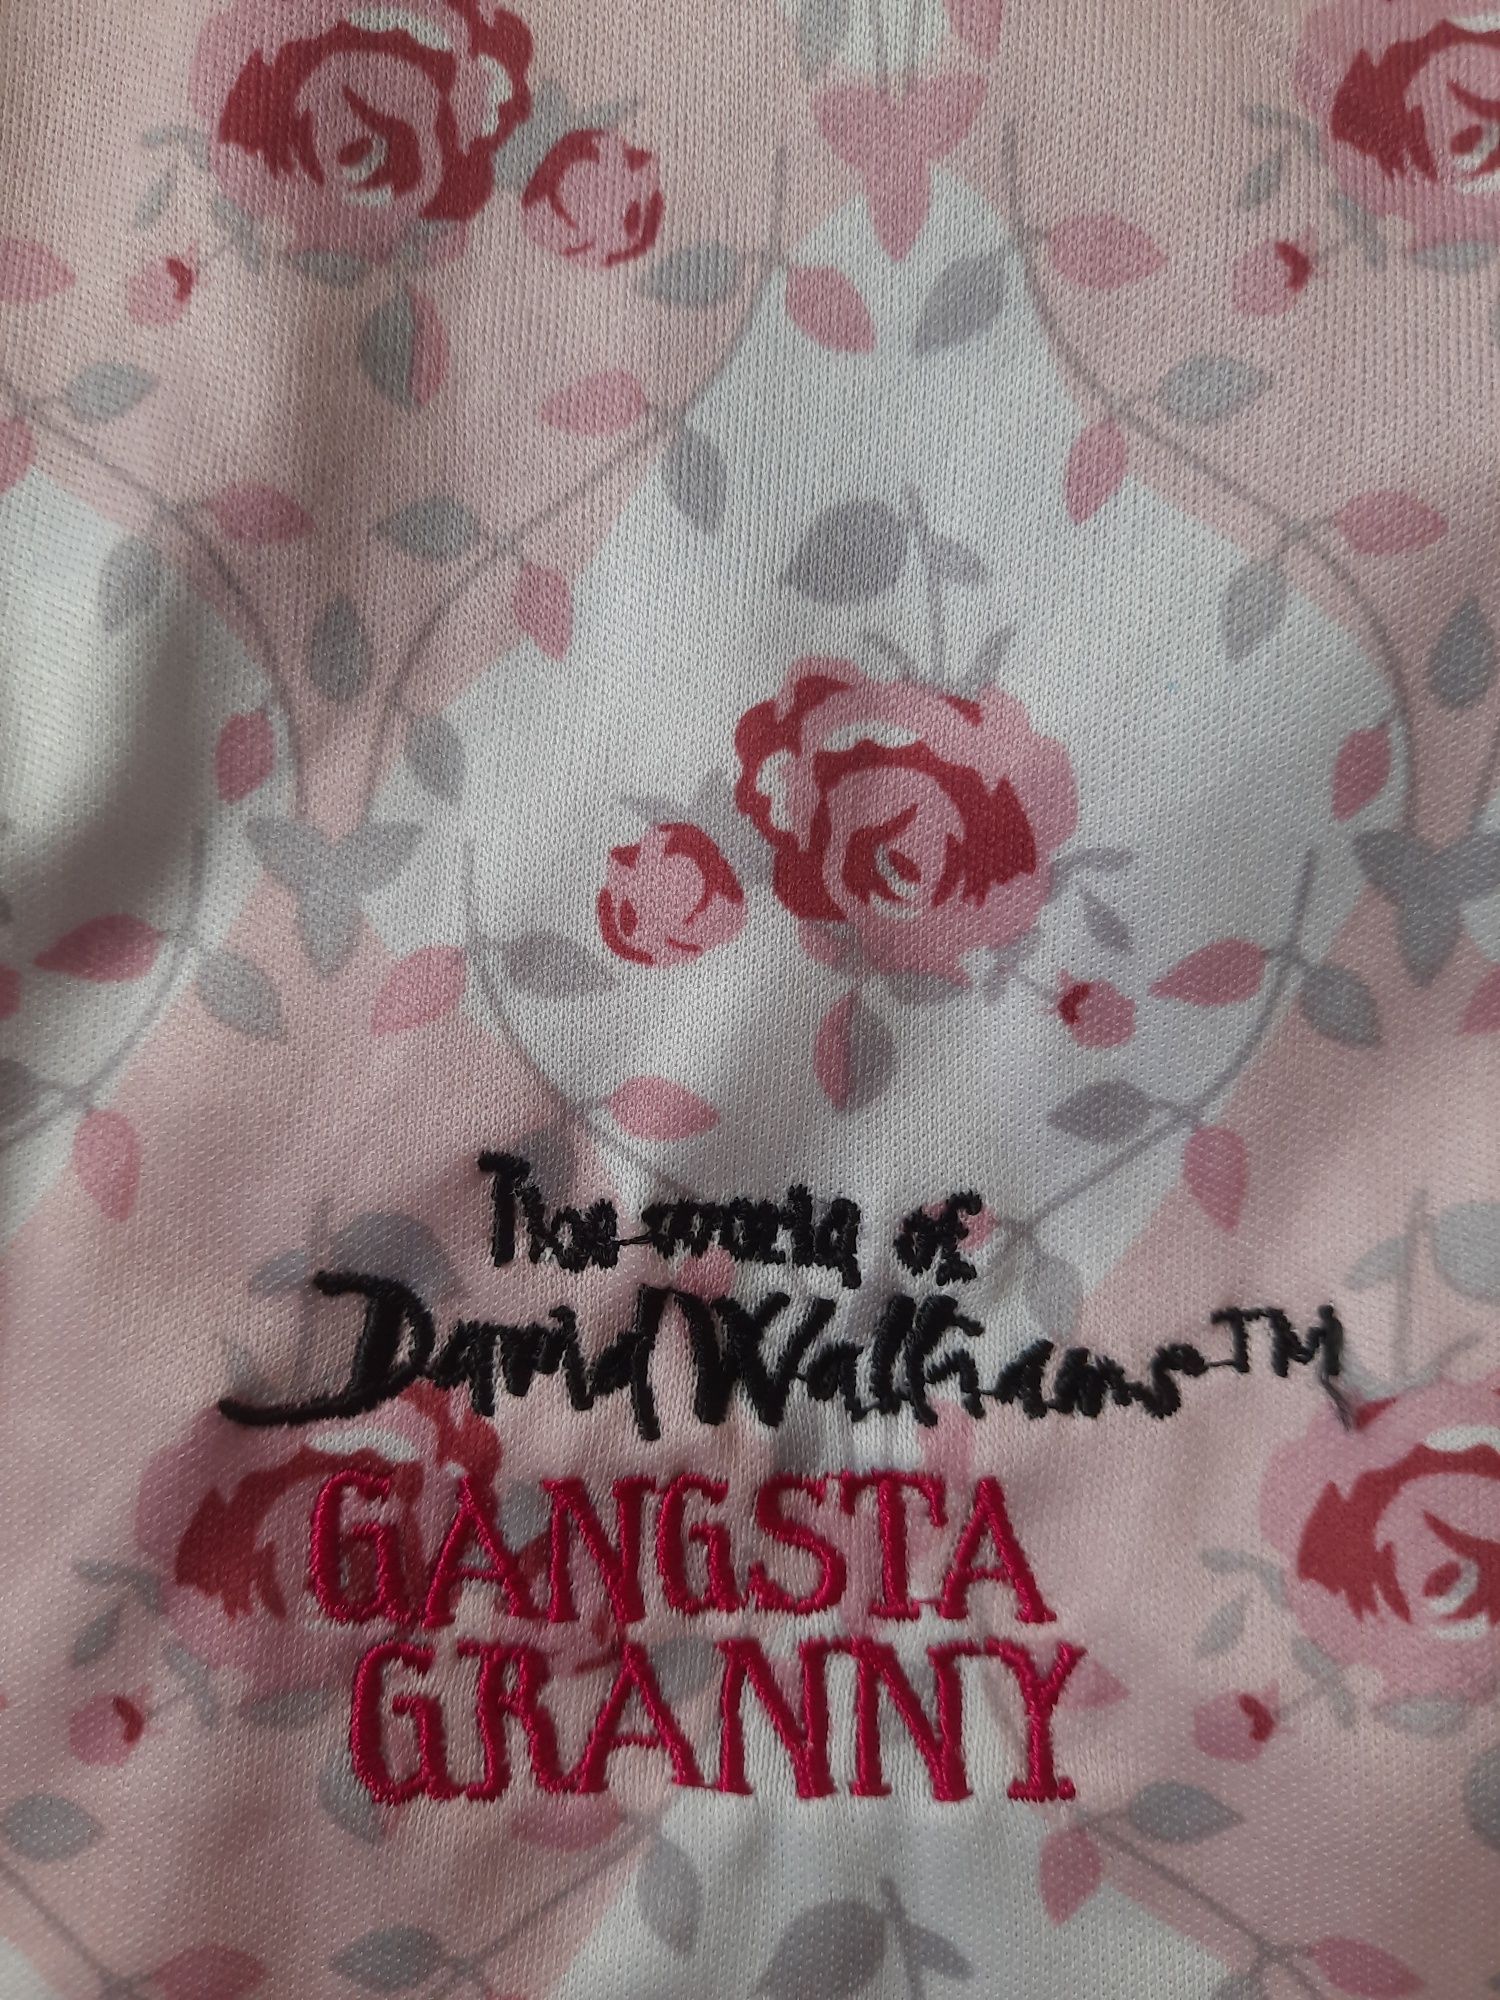 The world of
David Walliams™
GANGSTA
GRANNY